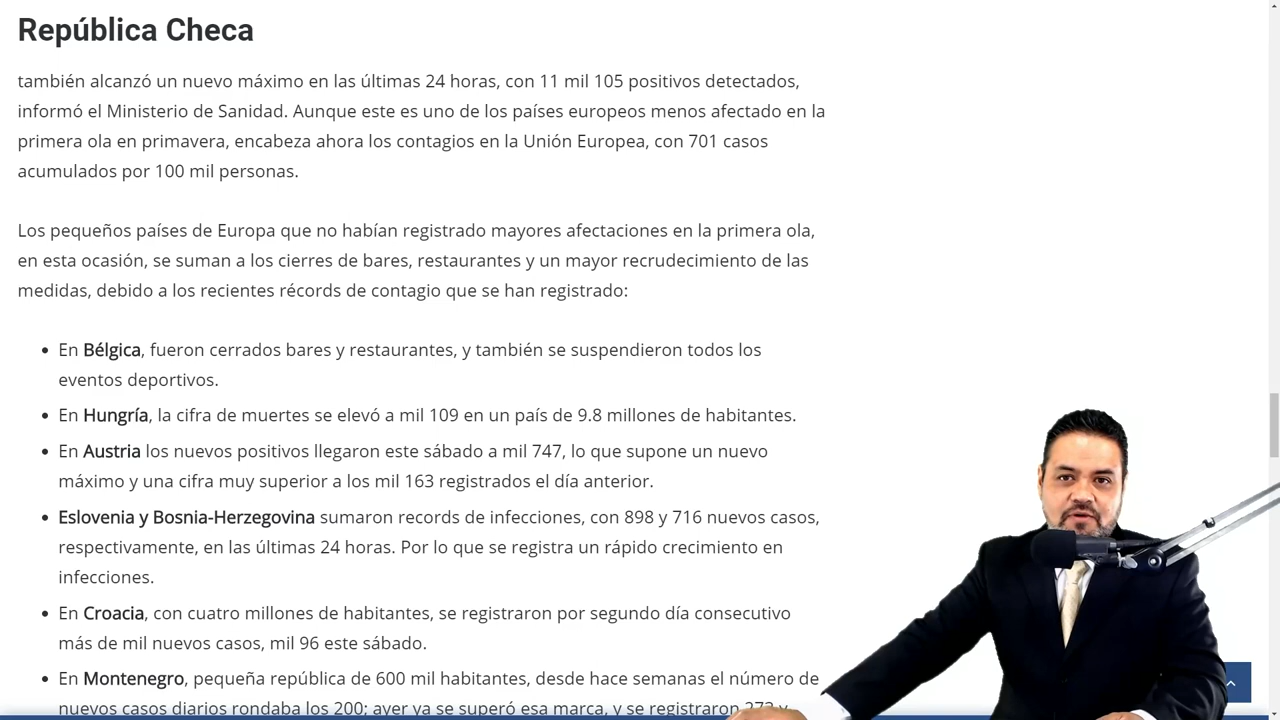 República Checa
también alcanzó un nuevo máximo en las últimas 24 horas, con 11 mil 105 positivos detectados,
informó el Ministerio de Sanidad. Aunque este es uno de los países europeos menos afectado en la
primera ola en primavera, encabeza ahora los contagios en la Unión Europea, con 701 casos
acumulados por 100 mil personas.
Los pequeños países de Europa que no habían registrado mayores afectaciones en la primera ola,
en esta ocasión, se suman a los cierres de bares, restaurantes y un mayor recrudecimiento de las
medidas, debido a los recientes récords de contagio que se han registrado:
En Bélgica, fueron cerrados bares y restaurantes, y también se suspendieron todos los
eventos deportivos.
En Hungría, la cifra de muertes se elevó a mil 109 en un país de 9.8 millones de habitantes.
En Austria los nuevos positivos llegaron este sábado a mil 747, lo que supone un nuevo
máximo y una cifra muy superior a los mil 163 registrados el día anterior.
Eslovenia y Bosnia-Herzegovina sumaron records de infecciones, con 898 y 716 nuevos casos,
respectivamente, en las últimas 24 horas. Por lo que se registra un rápido crecimiento en
infecciones.
En Croacia, con cuatro millones de habitantes, se registraron por segundo día consecutivo
más de mil nuevos casos, mil 96 este sábado.
En Montenegro, pequeña república de 600 mil habitantes, desde hace semanas el número de
nuevos casos diarios rondaba los 200; ayer ya se superó esa marca, y se registraron 273 y